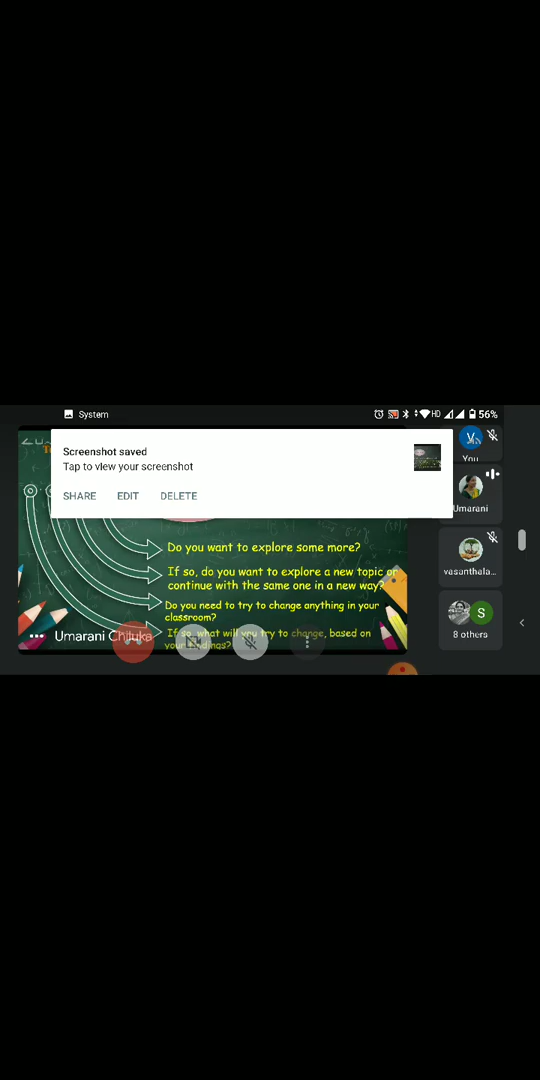 System
HD
56%
Screenshot saved
Tap to view your screenshot
SHARE EDIT DELETE
You
Umarani
vasanthala...
S
8 others
Do you want to explore some more?
If so, do you want to explore a new topic or
continue with the same one in a new way?
Do you need to try to change anything in your
classroom?
If so, what will you try to change, based on
your findings?
Umarani Chituka